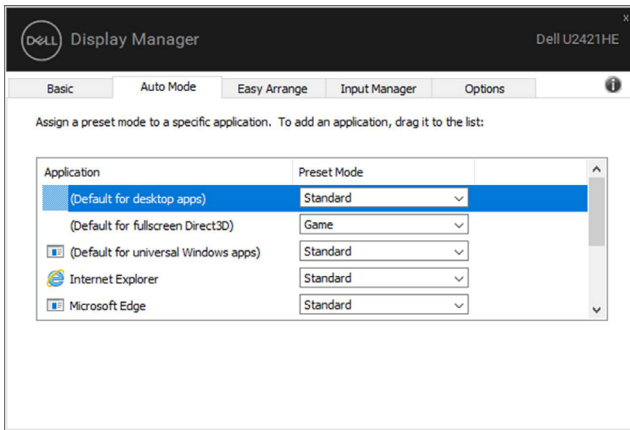 DELL Display Manager
Dell U2421HE
Basic Auto Mode Easy Arrange Input Manager Options
Assign a preset mode to a specific application. To add an application, drag it to the list:
Application Preset Mode
(Default for desktop apps) Standard
(Default for fullscreen Direct3D) Game
(Default for universal Windows apps) Standard
Internet Explorer Standard
Microsoft Edge Standard